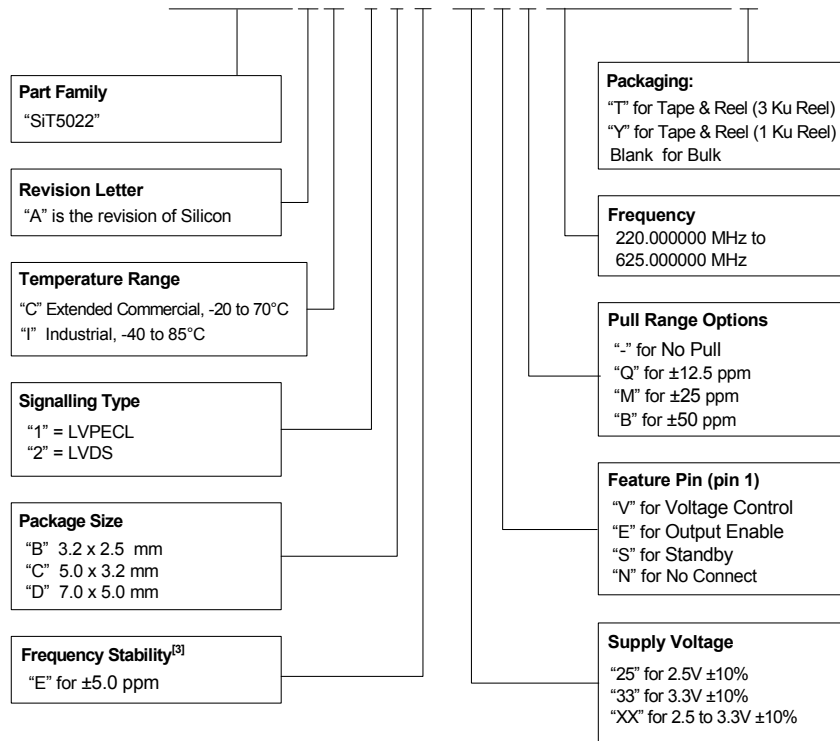 Part Family
“SiT5022”
Revision Letter
“A” is the revision of Silicon
Temperature Range
“C” Extended Commercial, -20 to 70°C
“I” Industrial, -40 to 85°C
Signalling Type
“1” = LVPECL
“2” = LVDS
Package Size
“B” 3.2 x 2.5 mm
“C” 5.0 x 3.2 mm
“D” 7.0 x 5.0 mm
Frequency Stability[3]
“E” for ±5.0 ppm
Packaging:
“T” for Tape & Reel (3 Ku Reel)
“Y” for Tape & Reel (1 Ku Reel)
Blank for Bulk
Frequency
220.000000 MHz to
625.000000 MHz
Pull Range Options
“-” for No Pull
“Q” for ±12.5 ppm
“M” for ±25 ppm
“B” for ±50 ppm
Feature Pin (pin 1)
“V” for Voltage Control
“E” for Output Enable
“S” for Standby
“N” for No Connect
Supply Voltage
“25” for 2.5V ±10%
“33” for 3.3V ±10%
“XX” for 2.5 to 3.3V ±10%